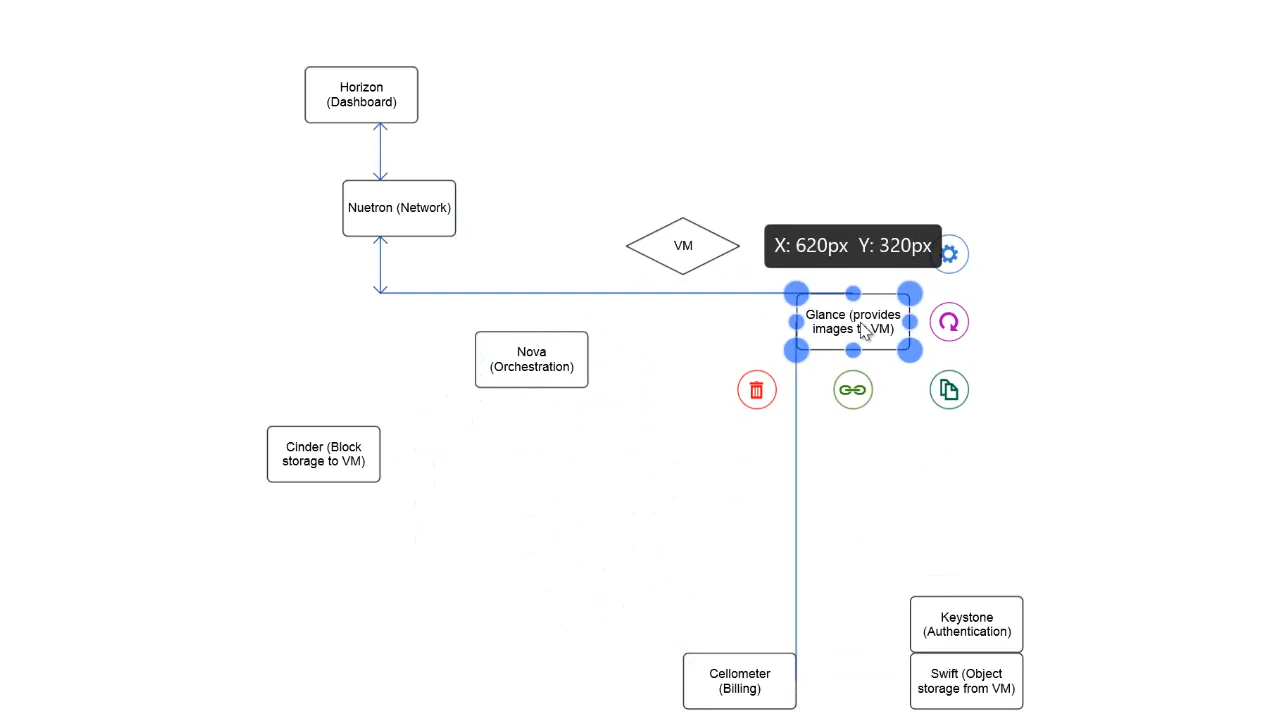 Horizon
(Dashboard)
Nuetron (Network)
VM
X: 620px Y: 320px
Glance (provides
images to VM)
Nova
(Orchestration)
Cinder (Block
storage to VM)
Keystone
(Authentication)
Cellometer
(Billing)
Swift (Object
storage from VM)